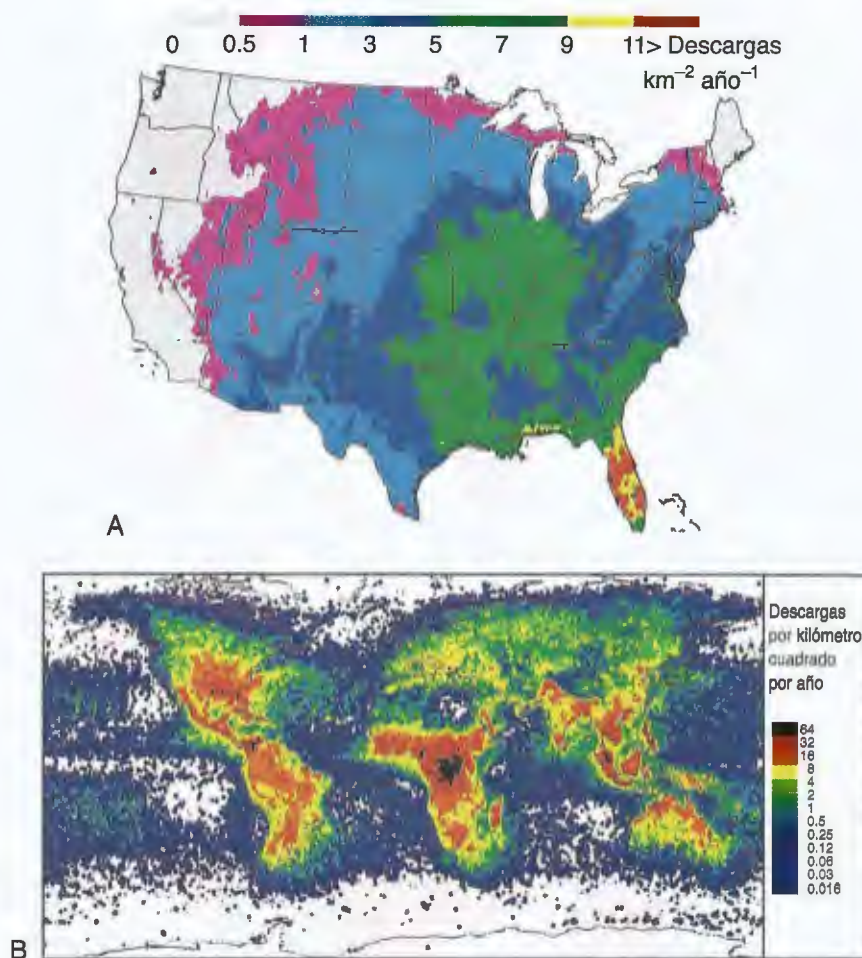 0 0.5 1 3 5 7 9 11> Descargas
km⁻² año⁻¹
A
Descargas
por kilómetro
cuadrado
por año
64
32
16
8
4
2
1
0.5
0.25
0.12
0.06
0.03
0.016
B